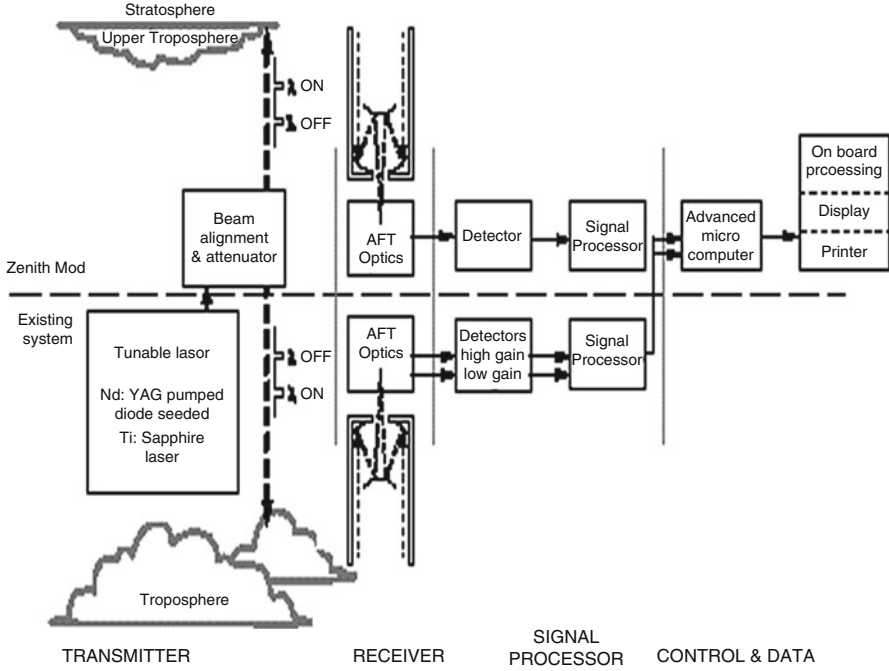 Stratosphere
Upper Troposphere
ON
OFF
Beam
alignment
& attenuator
AFT
Optics
Detector
Signal
Processor
Advanced
micro
computer
On board
prcoessing
Display
Printer
Zenith Mod
Existing
system
Tunable lasor
Nd: YAG pumped
diode seeded
Ti: Sapphire
laser
OFF
ON
AFT
Optics
Detectors
high gain
low gain
Signal
Processor
Troposphere
TRANSMITTER
RECEIVER
SIGNAL
PROCESSOR
CONTROL & DATA